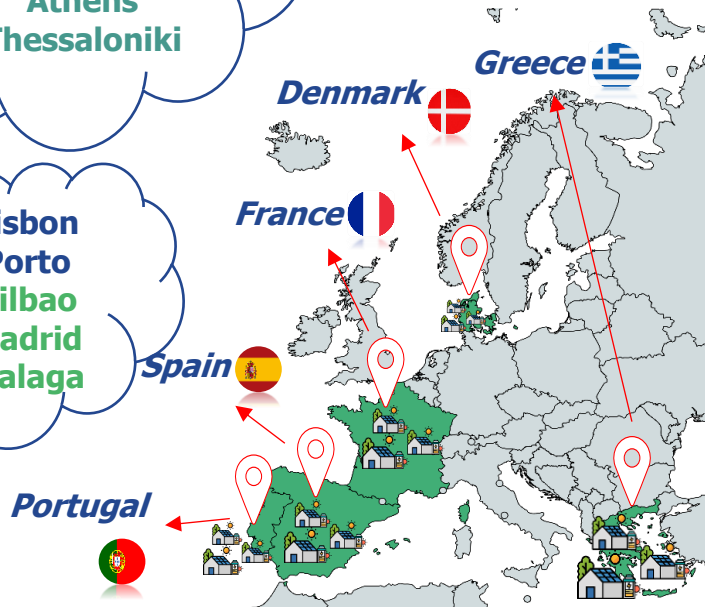 Athens
Thessaloniki
Greece
Denmark
France
isbon
Porto
ilbao
adrid
alaga
Spain
Portugal